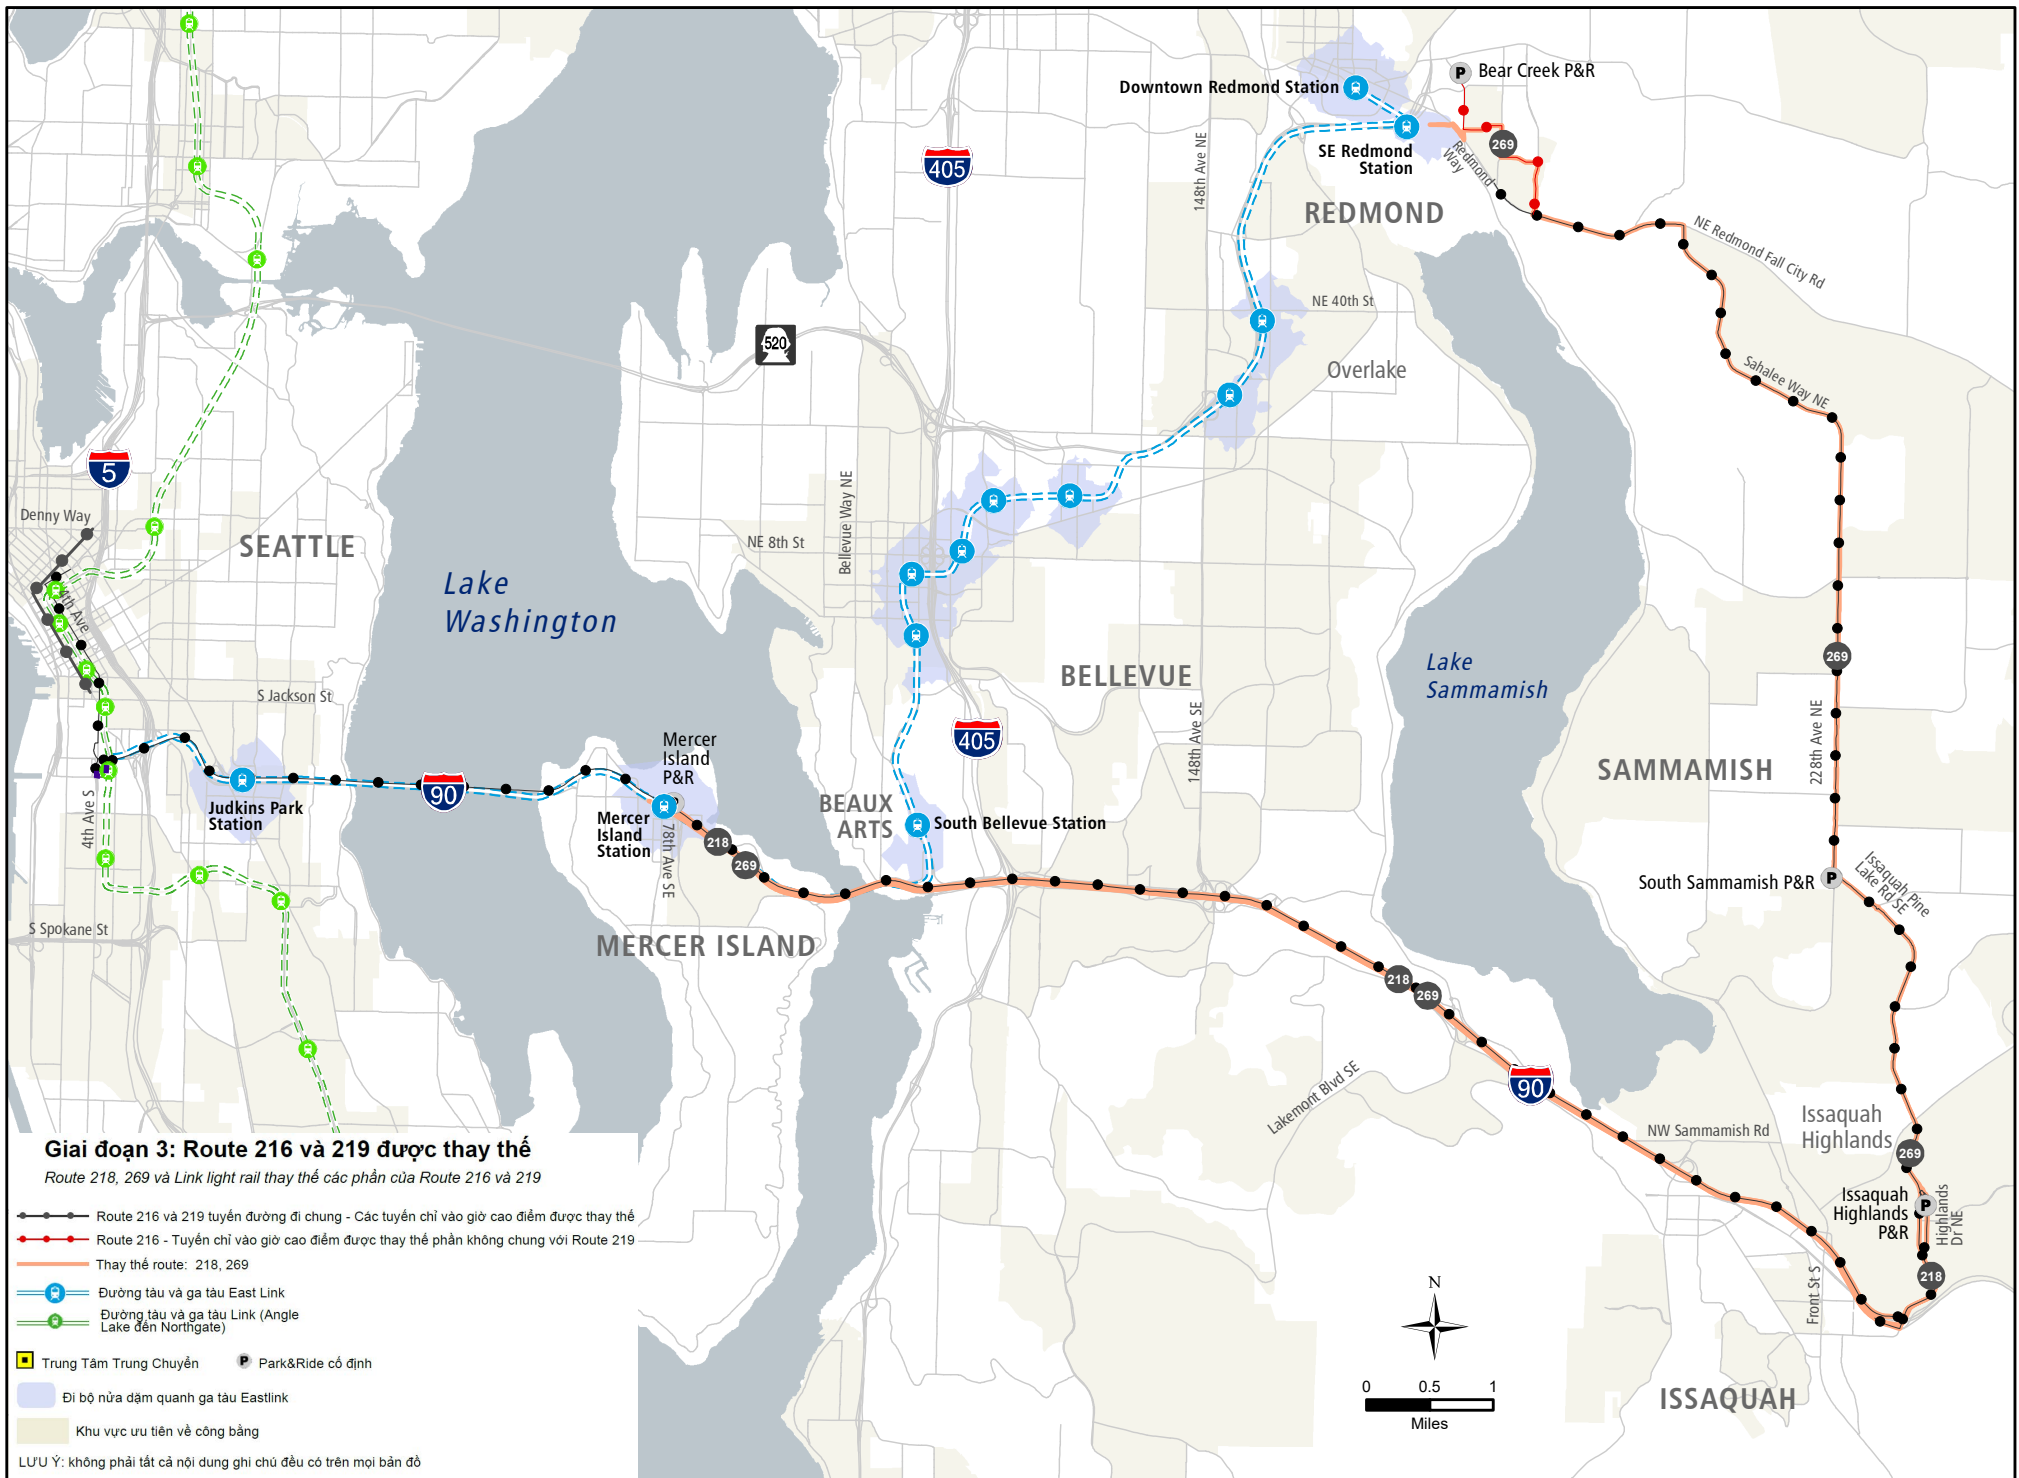 Downtown Redmond Station
Bear Creek P&R
SE Redmond
Station
Redmond
Way
269
148th Ave NE
405
REDMOND
NE Redmond Fall City Rd
NE 40th St
520
Overlake
Sahalee Way NE
5
Denny Way
SEATTLE
4th Ave
Lake
Washington
Bellevue Way NE
NE 8th St
BELLEVUE
Lake
Sammamish
269
228th Ave NE
S Jackson St
405
148th Ave SE
SAMMAMISH
Mercer
Island
P&R
90
Judkins Park
Station
4th Ave S
Mercer
Island
Station
78th Ave SE
218
269
BEAUX
ARTS
South Bellevue Station
South Sammamish P&R
Issaquah Pine
Lake Rd SE
S Spokane St
MERCER ISLAND
218
269
90
Lakemont Blvd SE
NW Sammamish Rd
Issaquah
Highlands
269
Issaquah
Highlands
P&R
Highlands
Dr NE
218
Front St S
ISSAQUAH
N
0 0.5 1
Miles
Giai đoạn 3: Route 216 và 219 được thay thế
Route 218, 269 và Link light rail thay thế các phần của Route 216 và 219
Route 216 và 219 tuyến đường đi chung - Các tuyến chỉ vào giờ cao điểm được thay thế
Route 216 - Tuyến chỉ vào giờ cao điểm được thay thế phần không chung với Route 219
Thay thế route: 218, 269
Đường tàu và ga tàu East Link
Đường tàu và ga tàu Link (Angle
Lake đến Northgate)
Trung Tâm Trung Chuyển
P Park&Ride cố định
Đi bộ nửa dặm quanh ga tàu Eastlink
Khu vực ưu tiên về công bằng
LƯU Ý: không phải tất cả nội dung ghi chú đều có trên mọi bản đồ